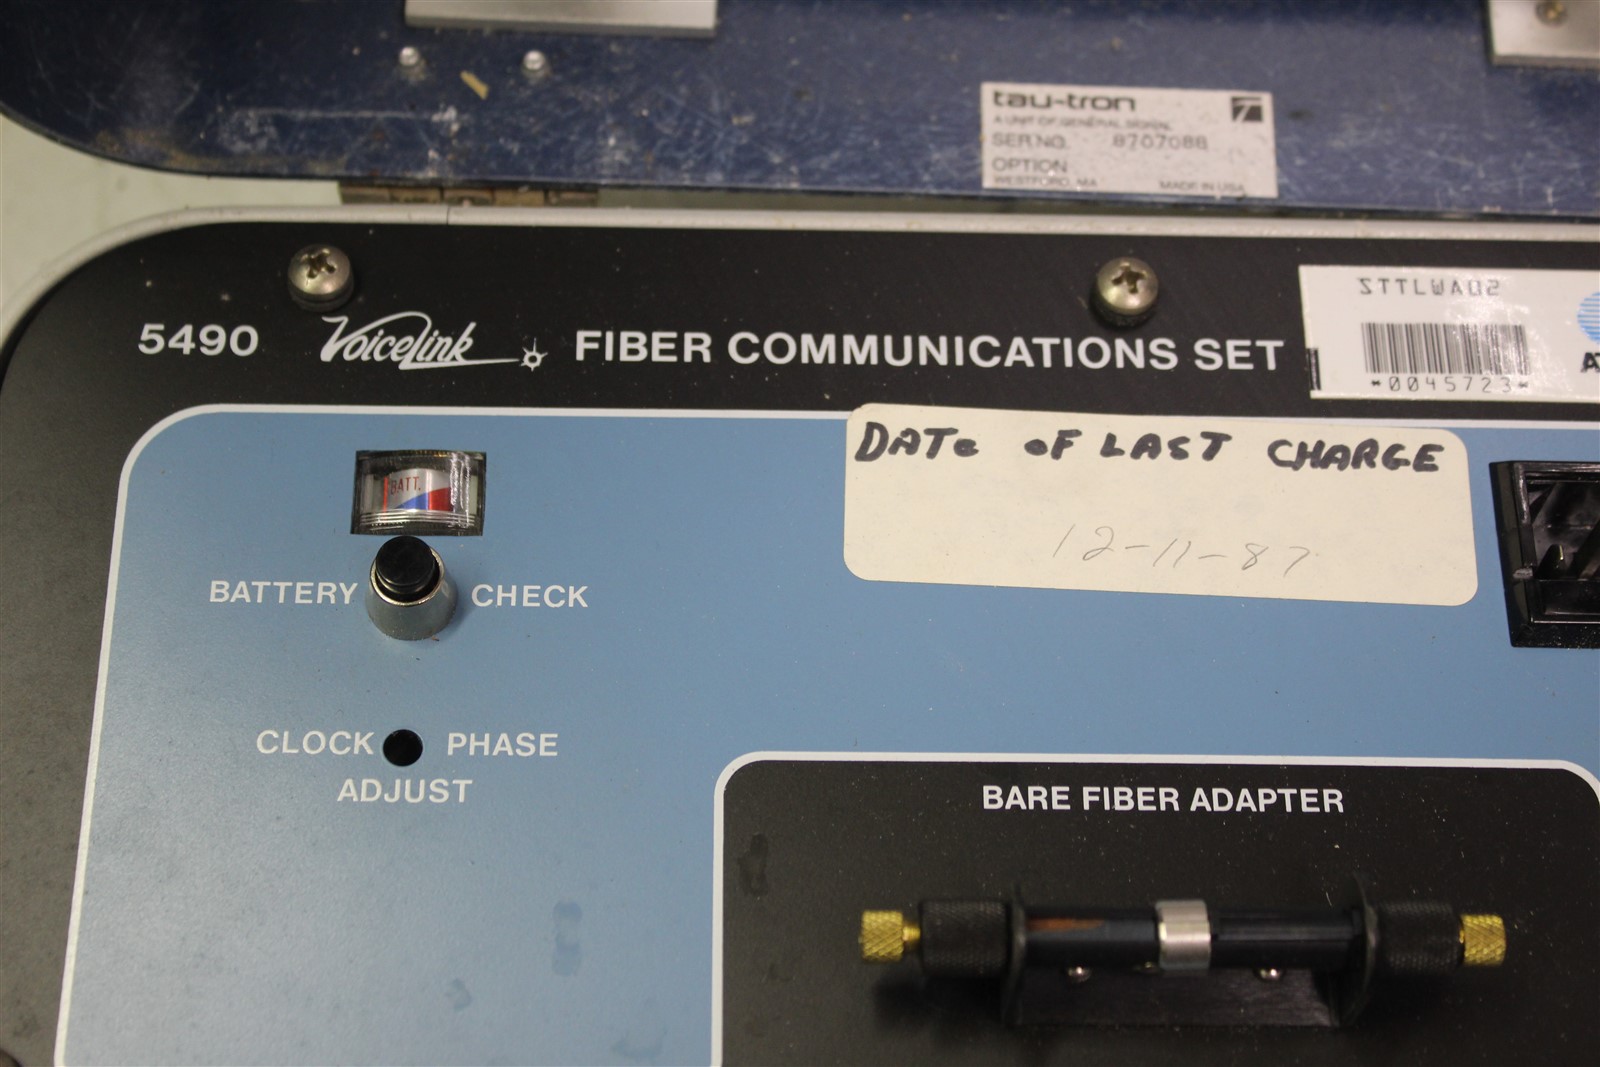 tau-tron
A UNIT OF GENERAL SIGNAL
SER NO. 8707088
OPTION
WESTFORD, MA MADE IN USA
STTLWA02
*0045723*
5490 VoiceLink FIBER COMMUNICATIONS SET
DATE OF LAST CHARGE
12-11-87
BATT.
BATTERY CHECK
CLOCK PHASE
ADJUST
BARE FIBER ADAPTER